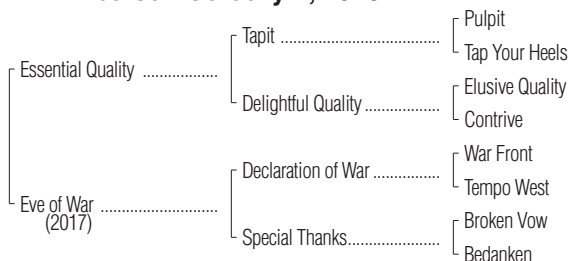 Tapit
Pulpit
Tap Your Heels
Essential Quality
Delightful Quality
Elusive Quality
Contrive
Eve of War
(2017)
Declaration of War
War Front
Tempo West
Special Thanks
Broken Vow
Bedanken